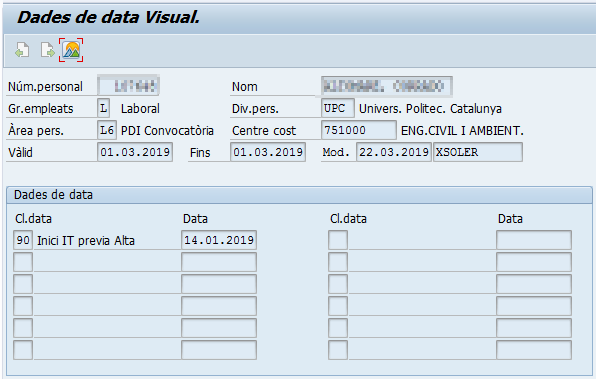 Dades de data Visual.
Núm.personal Nom
Gr.empleats L Laboral Div.pers. UPC Univers. Politec. Catalunya
Àrea pers. L6 PDI Convocatòria Centre cost 751000 ENG.CIVIL I AMBIENT.
Vàlid 01.03.2019 Fins 01.03.2019 Mod. 22.03.2019 XSOLER
Dades de data
Cl.data Data Cl.data Data
90 Inici IT previa Alta 14.01.2019